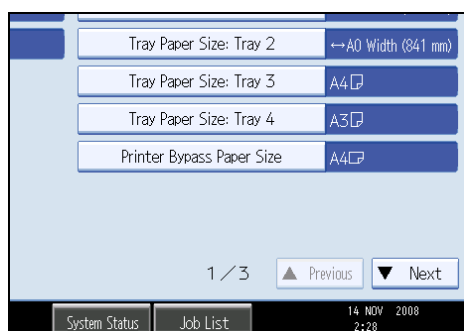 Tray Paper Size: Tray 2 ↔A0 Width (841 mm)
Tray Paper Size: Tray 3 A4
Tray Paper Size: Tray 4 A3
Printer Bypass Paper Size A4
1/3 ▲ Previous ▼ Next
System Status Job List 14 NOV 2008
2:28